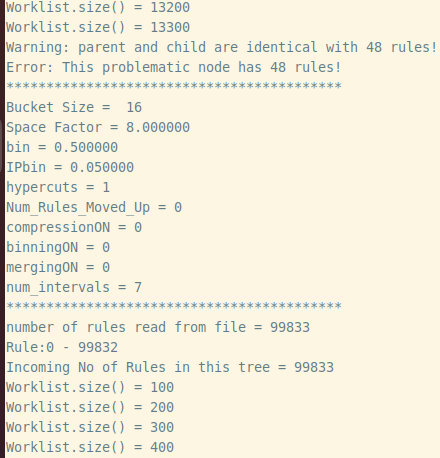 Worklist.size() = 13200
Worklist.size() = 13300
Warning: parent and child are identical with 48 rules!
Error: This problematic node has 48 rules!
******************************************
Bucket Size =  16
Space Factor = 8.000000
bin = 0.500000
IPbin = 0.050000
hypercuts = 1
Num_Rules_Moved_Up = 0
compressionON = 0
binningON = 0
mergingON = 0
num_intervals = 7
******************************************
number of rules read from file = 99833
Rule:0 - 99832
Incoming No of Rules in this tree = 99833
Worklist.size() = 100
Worklist.size() = 200
Worklist.size() = 300
Worklist.size() = 400